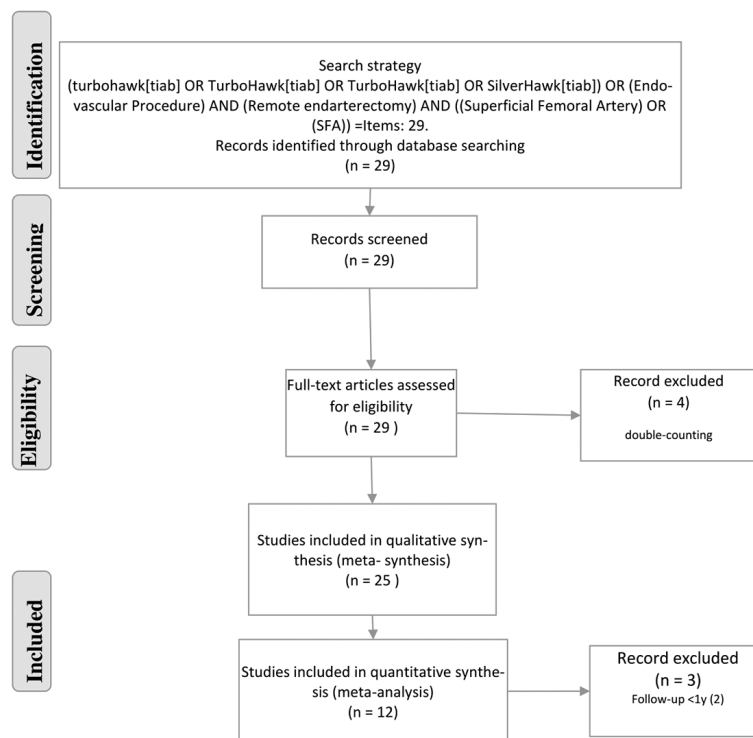 Identification
Search strategy
(turbohawk[tiab] OR TurboHawk[tiab] OR TurboHawk[tiab] OR SilverHawk[tiab]) OR (Endo-
vascular Procedure) AND (Remote endarterectomy) AND ((Superficial Femoral Artery) OR
(SFA)) =Items: 29.
Records identified through database searching
(n = 29)
Screening
Records screened
(n = 29)
Eligibility
Full-text articles assessed
for eligibility
(n = 29 )
Record excluded
(n = 4)
double-counting
Studies included in qualitative syn-
thesis (meta- synthesis)
(n = 25 )
Included
Studies included in quantitative synthe-
sis (meta-analysis)
(n = 12)
Record excluded
(n = 3)
Follow-up <1y (2)